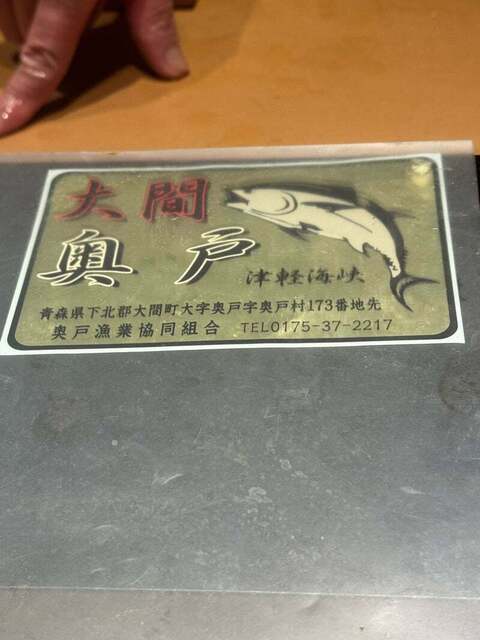 大間
奥戸
津軽海峡
青森県下北郡大間町大字奥戸字奥戸村173番地先
奥戸漁業協同組合 TEL0175-37-2217